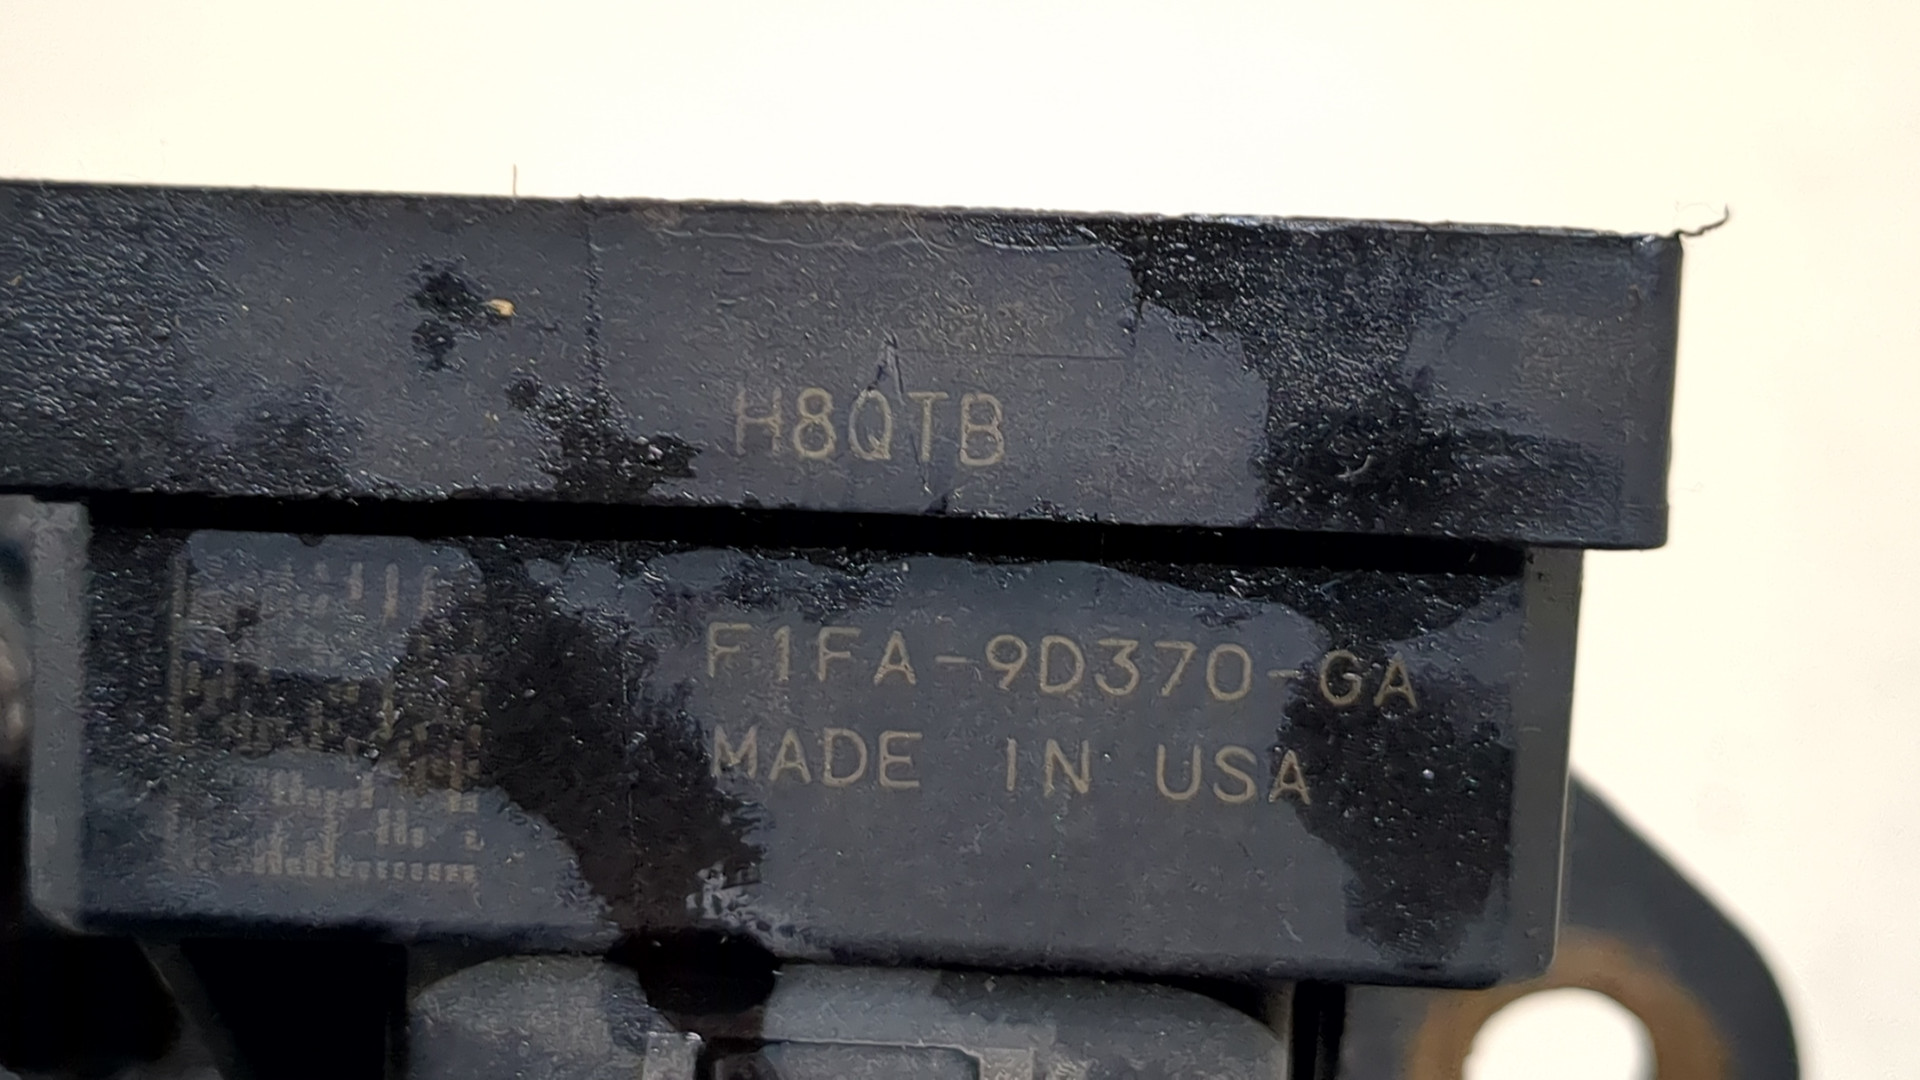 H8QTB
F1FA-9D370-GA
MADE IN USA